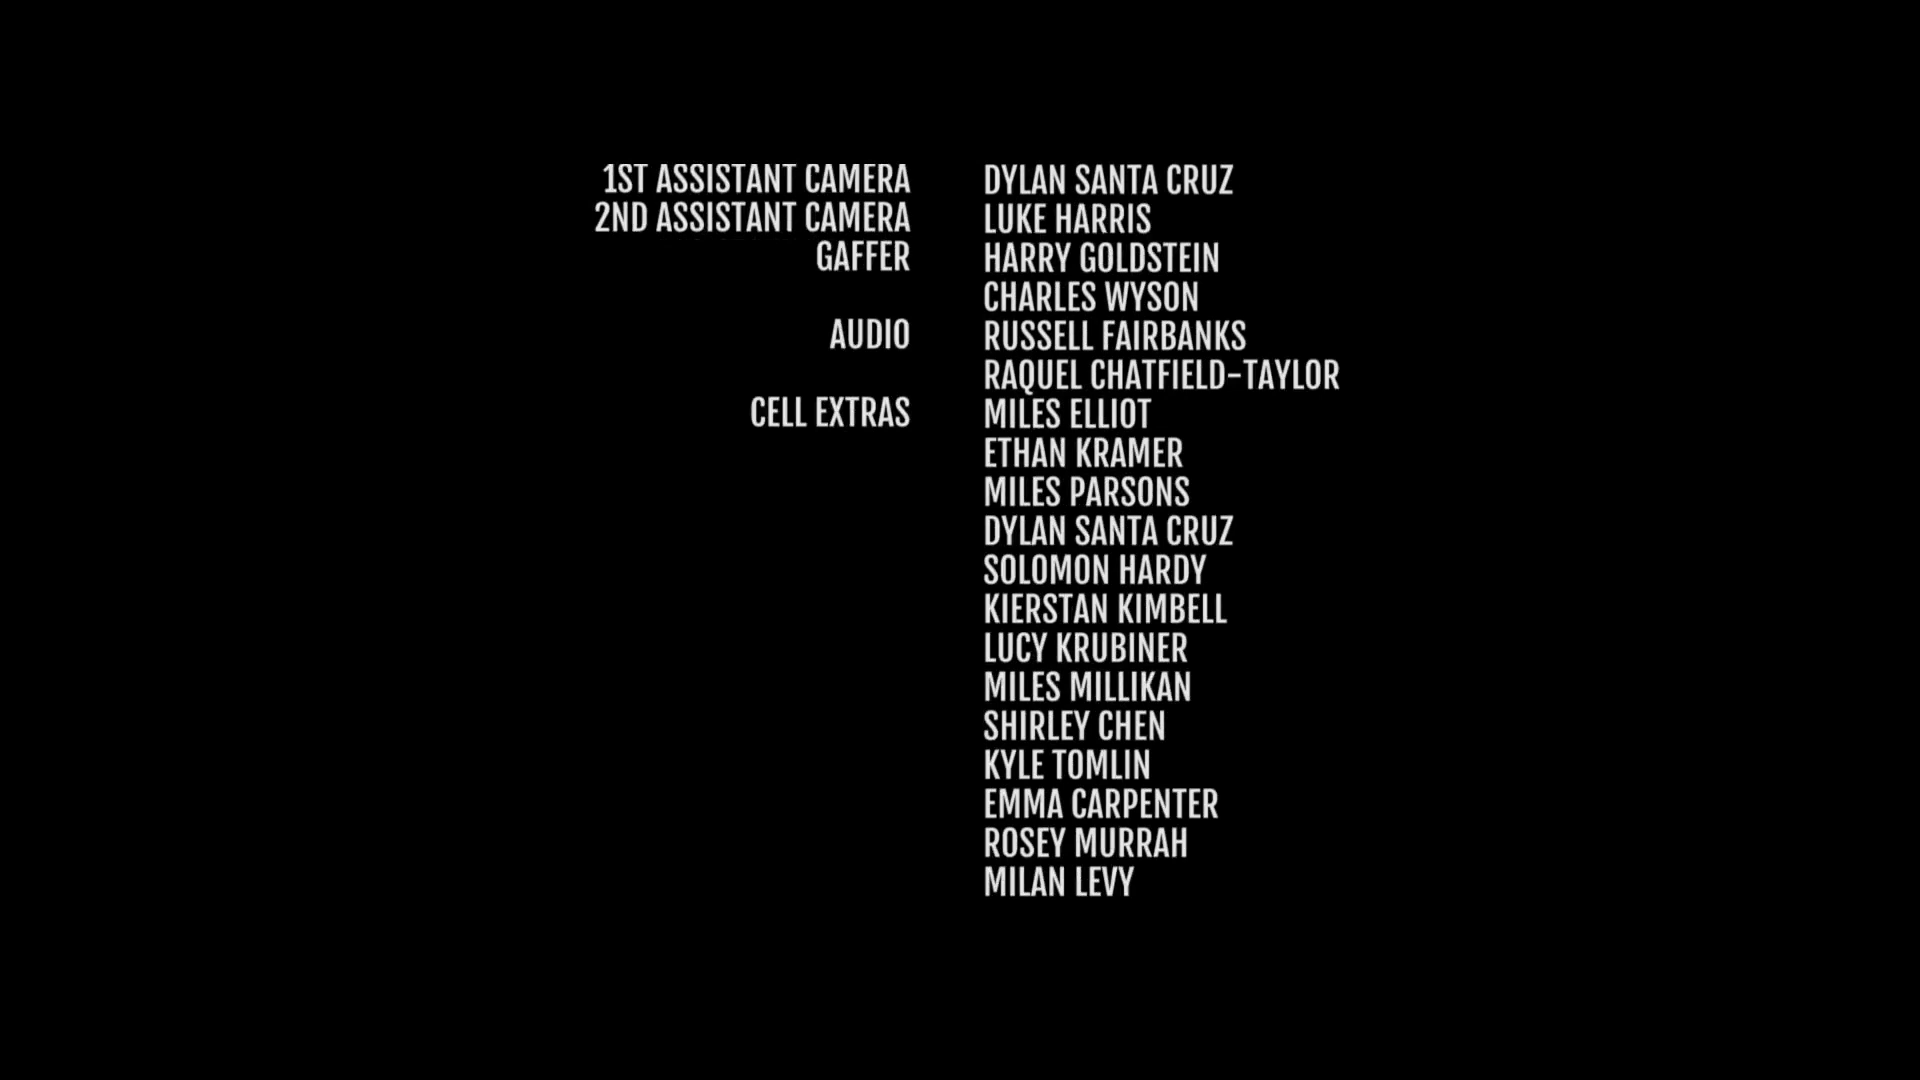 1ST ASSISTANT CAMERA DYLAN SANTA CRUZ
2ND ASSISTANT CAMERA LUKE HARRIS
GAFFER HARRY GOLDSTEIN
CHARLES WYSON
AUDIO RUSSELL FAIRBANKS
RAQUEL CHATFIELD-TAYLOR
CELL EXTRAS MILES ELLIOT
ETHAN KRAMER
MILES PARSONS
DYLAN SANTA CRUZ
SOLOMON HARDY
KIERSTAN KIMBELL
LUCY KRUBINER
MILES MILLIKAN
SHIRLEY CHEN
KYLE TOMLIN
EMMA CARPENTER
ROSEY MURRAH
MILAN LEVY